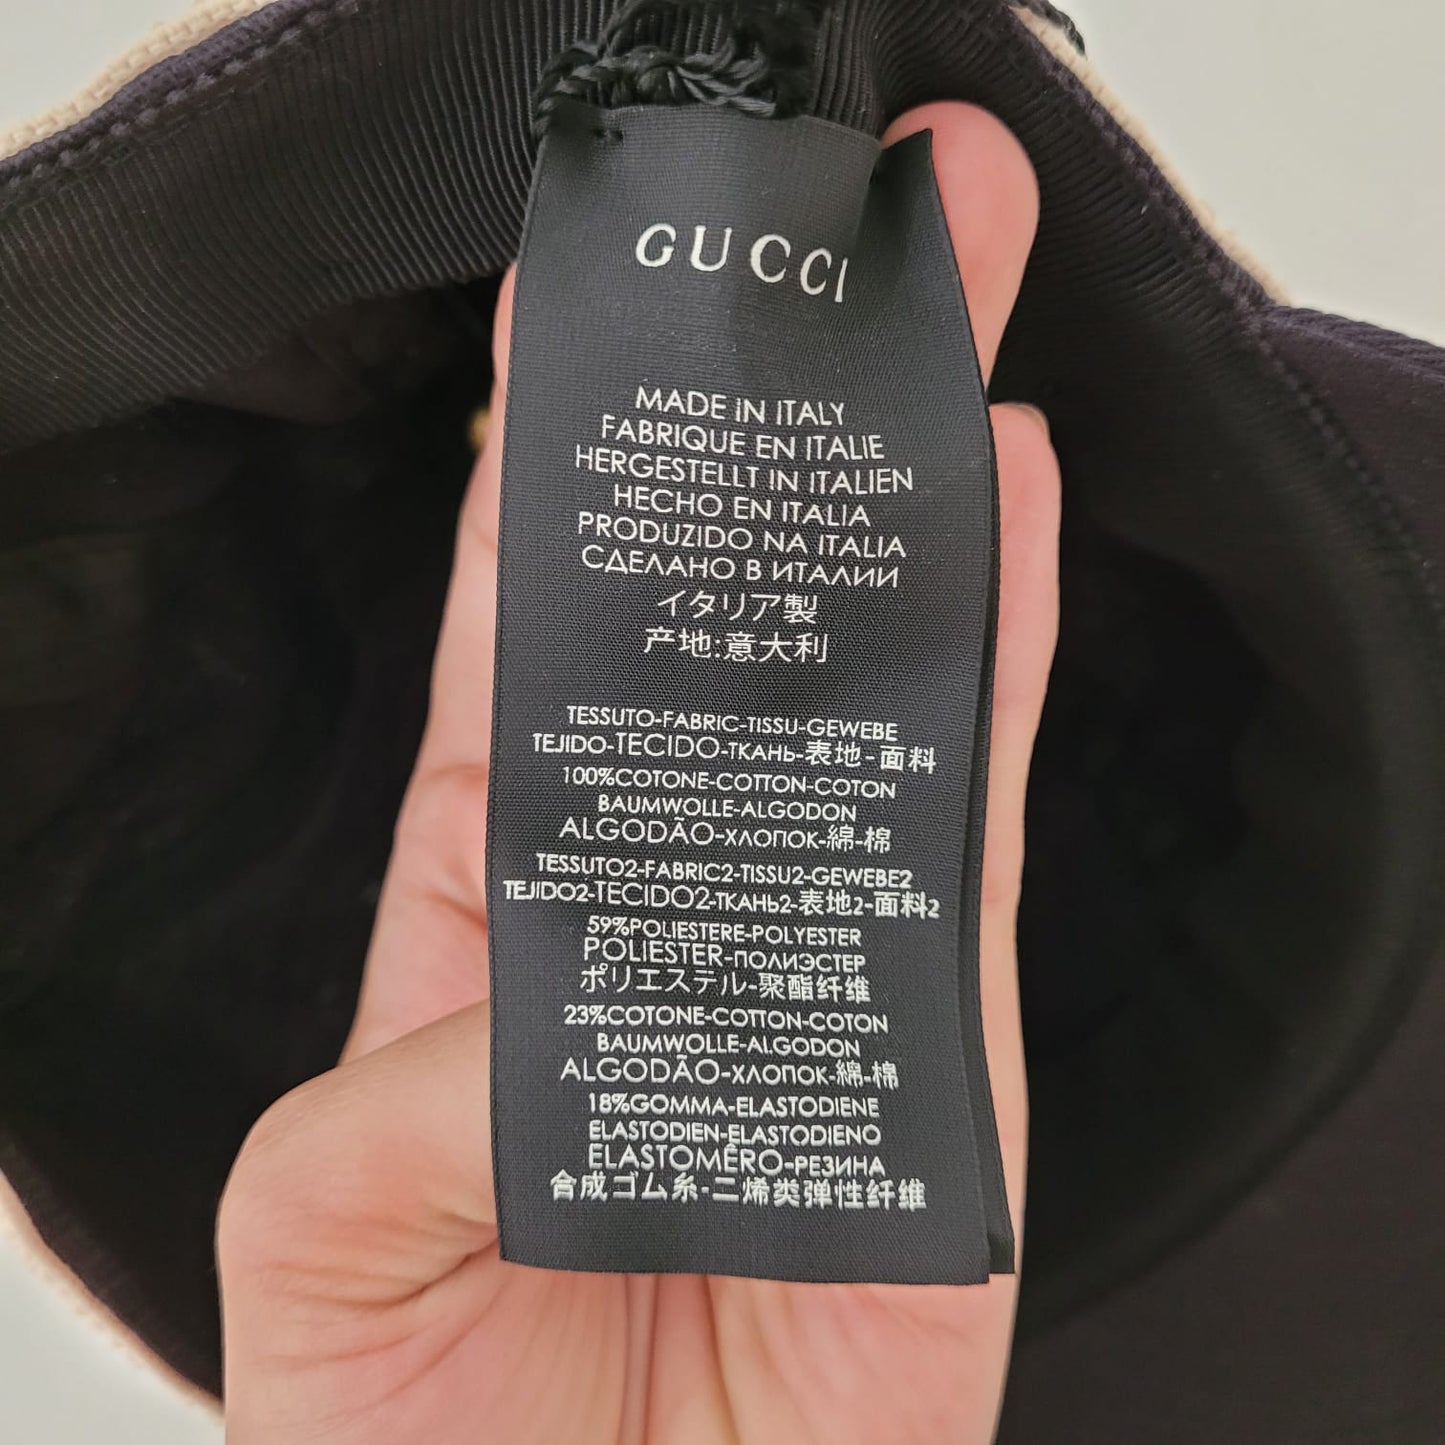 GUCCI
MADE IN ITALY
FABRIQUE EN ITALIE
HERGESTELLT IN ITALIEN
HECHO EN ITALIA
PRODUZIDO NA ITALIA
СДЕЛАНО В ИТАЛИИ
イタリア製
产地:意大利
TESSUTO-FABRIC-TISSU-GEWEBE
TEJIDO-TECIDO-ТКАНЬ-表地-面料
100%COTONE-COTTON-COTON
BAUMWOLLE-ALGODON
ALGODÃO-ХЛОПОК-綿-棉
TESSUTO2-FABRIC2-TISSU2-GEWEBE2
TEJIDO2-TECIDO2-ТКАНЬ2-表地2-面料2
59%POLIESTERE-POLYESTER
POLIESTER-ПОЛИЭСТЕР
ポリエステル-聚酯纤维
23%COTONE-COTTON-COTON
BAUMWOLLE-ALGODON
ALGODÃO-ХЛОПОК-綿-棉
18%GOMMA-ELASTODIENE
ELASTODIEN-ELASTODIENO
ELASTOMÊRO-РЕЗИНА
合成ゴム糸-二烯类弹性纤维